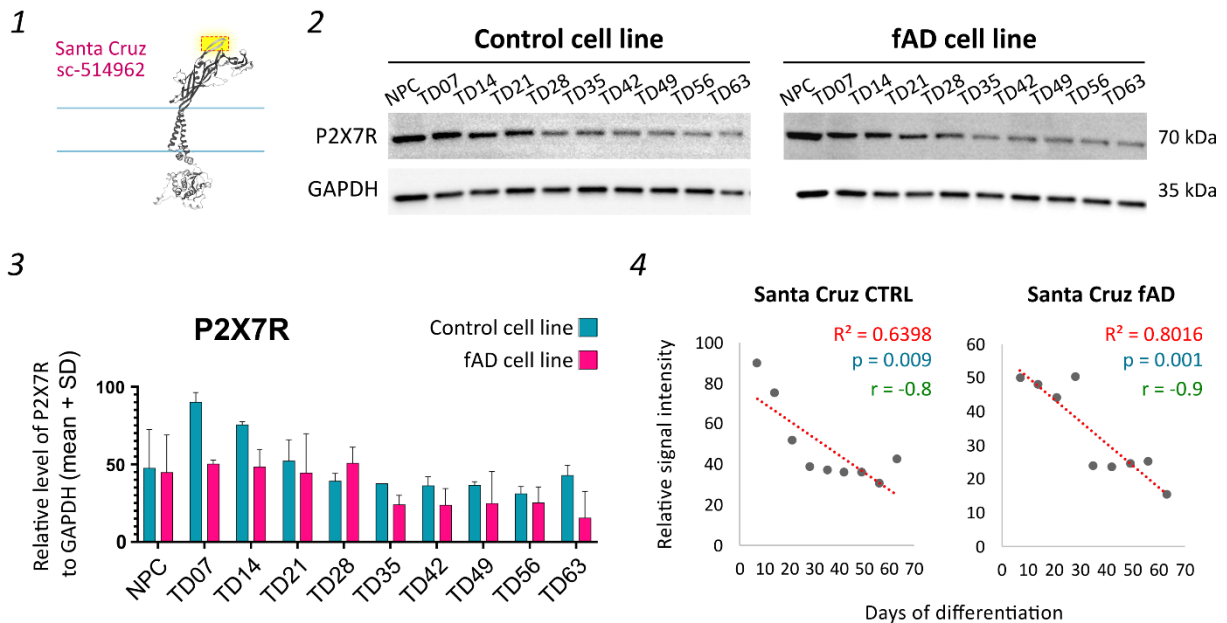 1
Santa Cruz
sc-514962
2
Control cell line
fAD cell line
NPC TD07 TD14 TD21 TD28 TD35 TD42 TD49 TD56 TD63
NPC TD07 TD14 TD21 TD28 TD35 TD42 TD49 TD56 TD63
P2X7R
70 kDa
GAPDH
35 kDa
3
P2X7R
Control cell line
fAD cell line
Relative level of P2X7R
to GAPDH (mean + SD)
100
50
0
NPC TD07 TD14 TD21 TD28 TD35 TD42 TD49 TD56 TD63
4
Santa Cruz CTRL
R² = 0.6398
p = 0.009
r = -0.8
Relative signal intensity
100
80
60
40
20
0
0 10 20 30 40 50 60 70
Santa Cruz fAD
R² = 0.8016
p = 0.001
r = -0.9
60
50
40
30
20
10
0
0 10 20 30 40 50 60 70
Days of differentiation